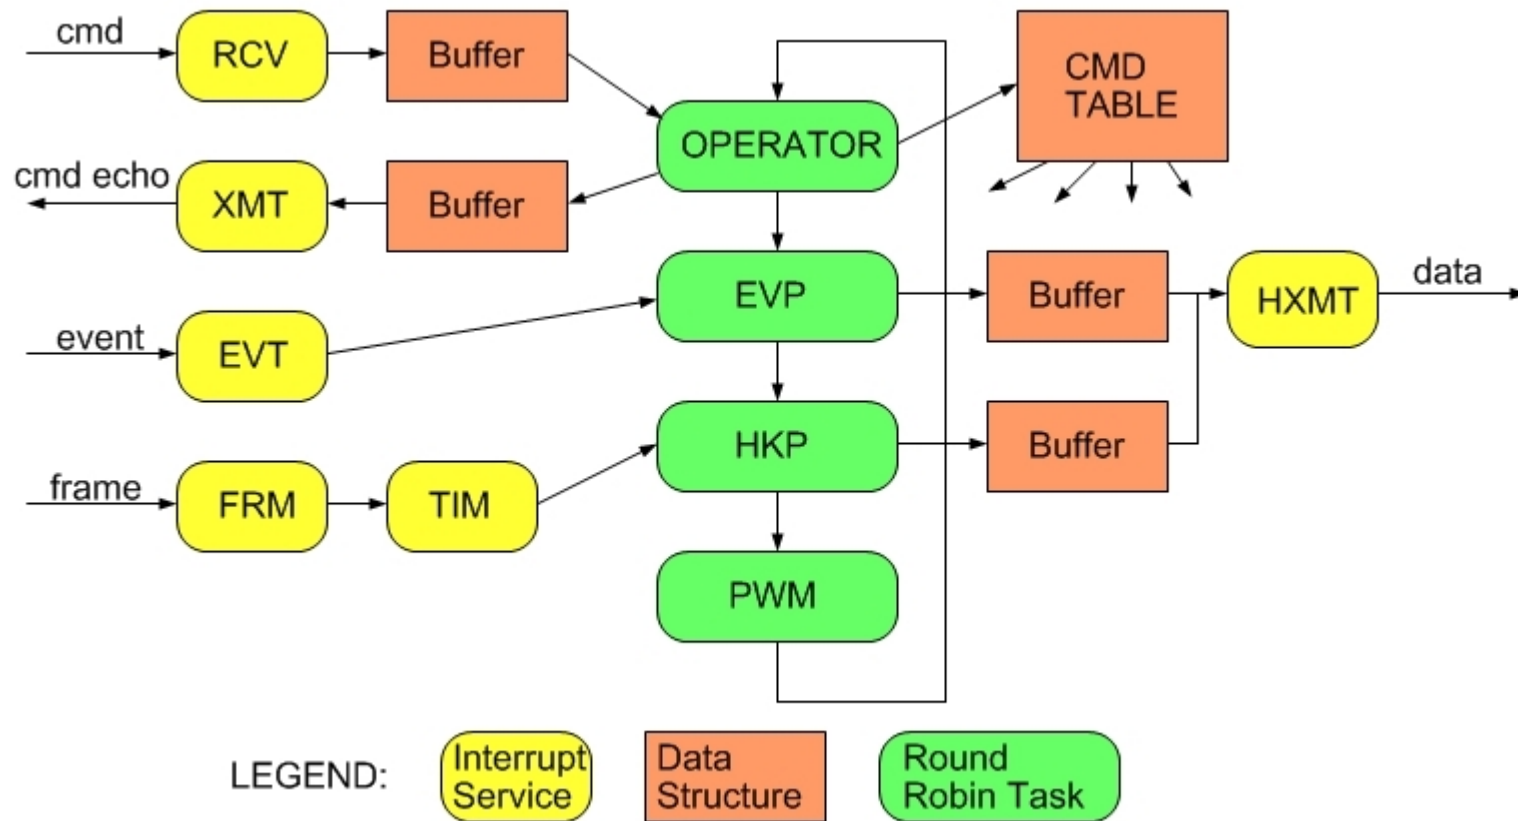 cmd
RCV
Buffer
CMD
TABLE
OPERATOR
cmd echo
XMT
Buffer
event
EVT
EVP
Buffer
HXMT
data
frame
FRM
TIM
HKP
Buffer
PWM
LEGEND:
Interrupt
Service
Data
Structure
Round
Robin Task